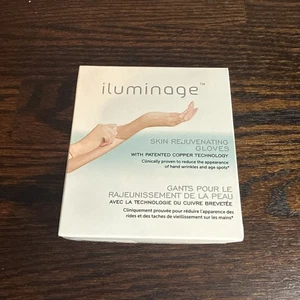 iluminage™
SKIN REJUVENATING
GLOVES
WITH PATENTED COPPER TECHNOLOGY
Clinically proven to reduce the appearance
of hand wrinkles and age spots*
GANTS POUR LE
RAJEUNISSEMENT DE LA PEAU
AVEC LA TECHNOLOGIE DU CUIVRE BREVETÉE
Cliniquement prouvée pour réduire l'apparence des
rides et des taches de vieillissement sur les mains*